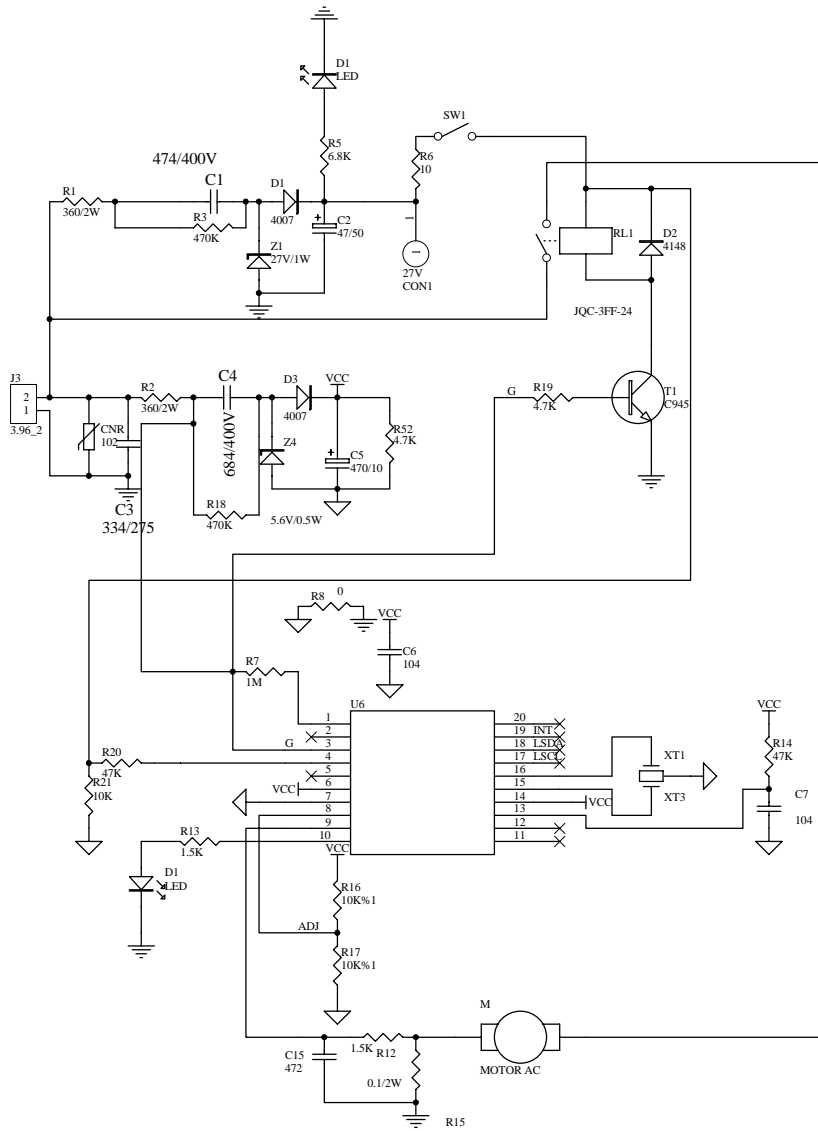 D1
LED
SW1
R5
6.8K
R6
10
474/400V
C1
R1
360/2W
D1
4007
R3
470K
C2
47/50
1
1
RL1
D2
4148
Z1
27V/1W
27V
CON1
JQC-3FF-24
J3
2
1
3.96_2
R2
360/2W
C4
D3
4007
VCC
G
R19
4.7K
T1
C945
CNR
102
684/400V
Z4
R52
4.7K
C5
470/10
C3
334/275
R18
470K
5.6V/0.5W
R8
0
VCC
C6
104
R7
1M
U6
VCC
1
2
G
3
4
5
VCC
6
7
8
9
10
20
19
INT
18
LSDA
17
LSCL
16
15
14
VCC
13
12
11
XT1
XT3
R14
47K
C7
104
R20
47K
R21
10K
R13
1.5K
VCC
D1
LED
R16
10K%1
ADJ
R17
10K%1
M
MOTOR AC
C15
472
1.5K
R12
0.1/2W
R15